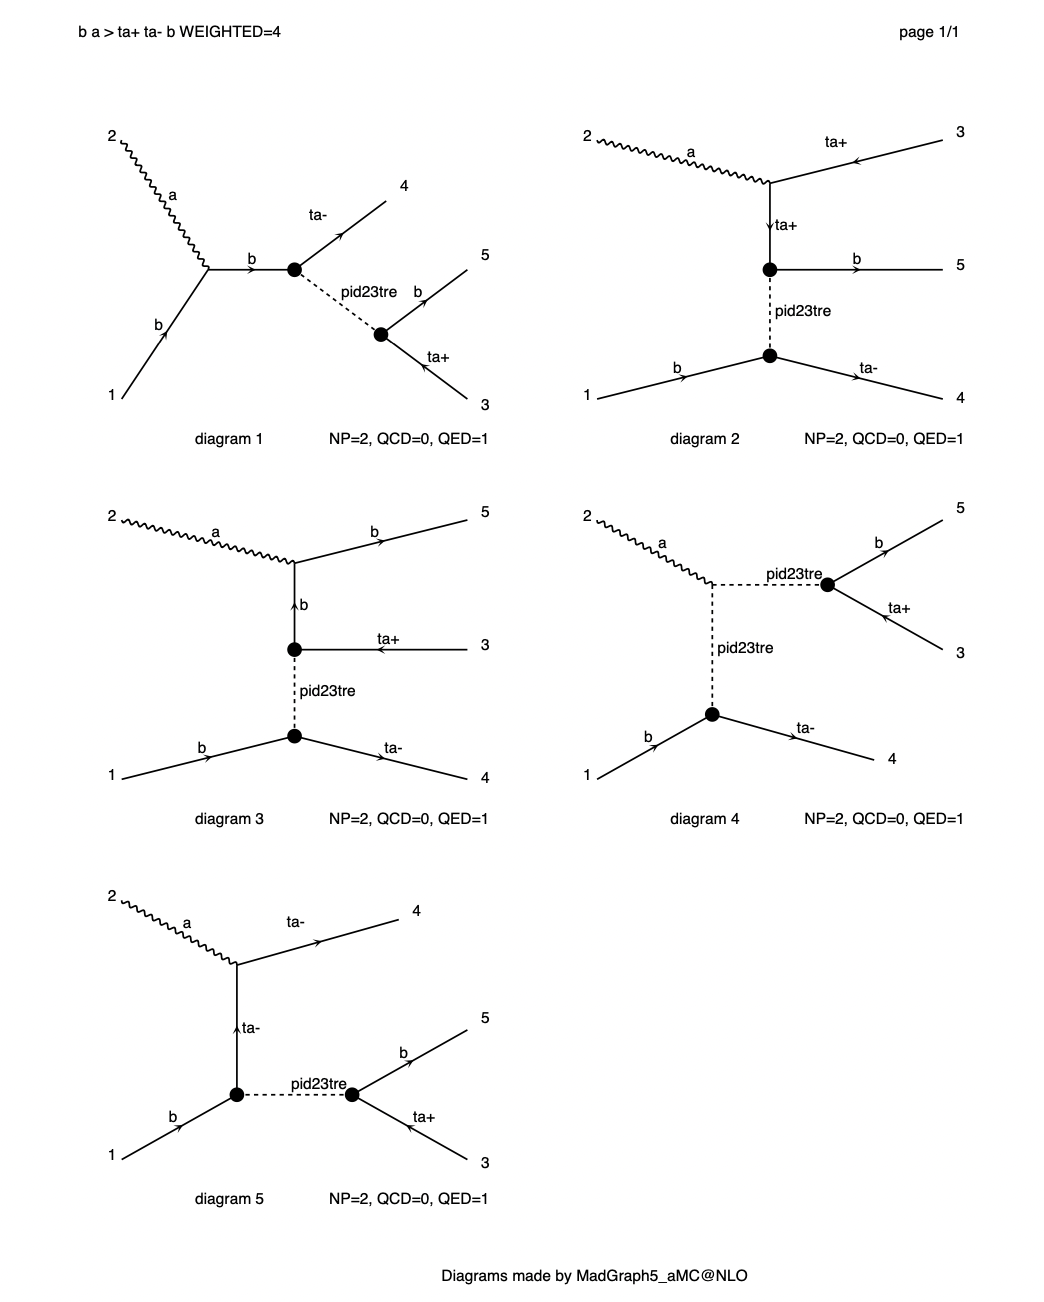 b a > ta+ ta- b WEIGHTED=4 page 1/1
2
a
b
b
1
ta-
4
pid23tre
b
5
ta+
3
diagram 1 NP=2, QCD=0, QED=1
2
a
ta+
3
ta+
b
5
pid23tre
b
1
ta-
4
diagram 2 NP=2, QCD=0, QED=1
2
a
b
5
b
ta+
3
pid23tre
b
1
ta-
4
diagram 3 NP=2, QCD=0, QED=1
2
a
pid23tre
b
5
ta+
3
pid23tre
b
1
ta-
4
diagram 4 NP=2, QCD=0, QED=1
2
a
ta-
4
ta-
b
5
pid23tre
b
1
ta+
3
diagram 5 NP=2, QCD=0, QED=1
Diagrams made by MadGraph5_aMC@NLO